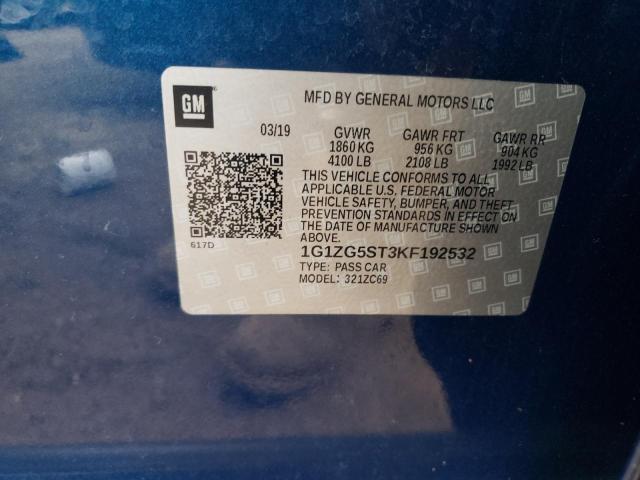 GM
MFD BY GENERAL MOTORS LLC
03/19 GVWR GAWR FRT GAWR RR
1860 KG 956 KG 904 KG
4100 LB 2108 LB 1992 LB
THIS VEHICLE CONFORMS TO ALL
APPLICABLE U.S. FEDERAL MOTOR
VEHICLE SAFETY, BUMPER, AND THEFT
PREVENTION STANDARDS IN EFFECT ON
THE DATE OF MANUFACTURE SHOWN
ABOVE.
617D
1G1ZG5ST3KF192532
TYPE: PASS CAR
MODEL: 321ZC69